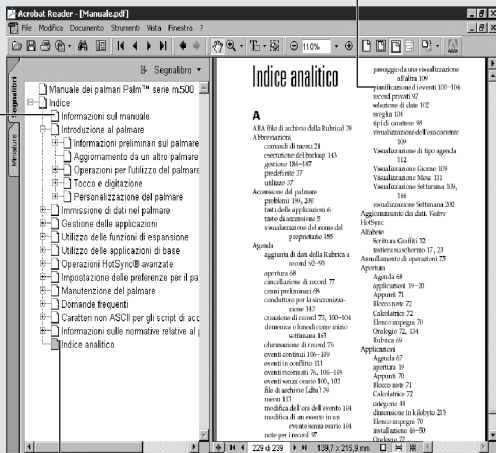 Acrobat Reader - [Manuale.pdf]
File Modifica Documento Strumenti Vista Finestra ?
110%
Segnalibri
Miniature
Segnalibro
Manuale dei palmari Palm™ serie m500
Indice
Informazioni sul manuale
Introduzione al palmare
Informazioni preliminari sul palmare
Aggiornamento da un altro palmare
Operazioni per l'utilizzo del palmare
Tocco e digitazione
Personalizzazione del palmare
Immissione di dati nel palmare
Gestione delle applicazioni
Utilizzo delle funzioni di espansione
Utilizzo delle applicazioni di base
Operazioni HotSync® avanzate
Impostazione delle preferenze per il pa
Manutenzione del palmare
Domande frequenti
Caratteri non ASCII per gli script di acc
Informazioni sulle normative relative al p
Indice analitico
Indice analitico
A
ABA (file di archivio della Rubrica) 39
Abbreviazioni
comandi di menu 21
esecuzione del backup 143
gestione 186–187
predefinite 37
utilizzo 37
Accensione del palmare
problemi 199, 200
tasti delle applicazioni 6
tasto di accensione 5
visualizzazione del nome del
proprietario 185
Agenda
aggiunta di dati della Rubrica a
record 92–93
apertura 68
cancellazione di record 77
cenni preliminari 68
conduttore per la sincronizza-
zione 143
creazione di record 73, 100–104
domenica o lunedì come inizio
settimana 165
eliminazione di record 76
eventi continui 106–109
eventi in conflitto 111
eventi ricorrenti 76, 106–109
eventi senza orario 100, 103
file di archivio (.dba) 39
menu 113
modifica dell'ora dell'evento 104
modifica di un evento in un
evento senza orario 104
note per i record 97
passaggio da una visualizzazione
all'altra 109
pianificazione di eventi 100–104
record privati 97
selezione di date 102
sveglia 104
tipi di carattere 98
visualizzazione dell'ora corrente
109
Visualizzazione di tipo agenda
112
Visualizzazione Giorno 109
Visualizzazione Mese 111
Visualizzazione Settimana 109,
166
visualizzazione Settimana 202
Aggiornamento dei dati. Vedere
HotSync
Alfabeto
Scrittura Graffiti 32
tastiera su schermo 17, 23
Annullamento di operazioni 75
Apertura
Agenda 68
applicazioni 19–20
Appunti 71
Blocco note 71
Calcolatrice 72
Elenco impegni 70
Orologio 72, 134
Rubrica 69
Applicazioni
Agenda 67
apertura 19
Appunti 70
Blocco note 71
Calcolatrice 72
categorie 44
dimensione in kilobyte 213
Elenco impegni 70
installazione 46–50
Orologio 72
229 di 239
139,7 x 215,9 mm